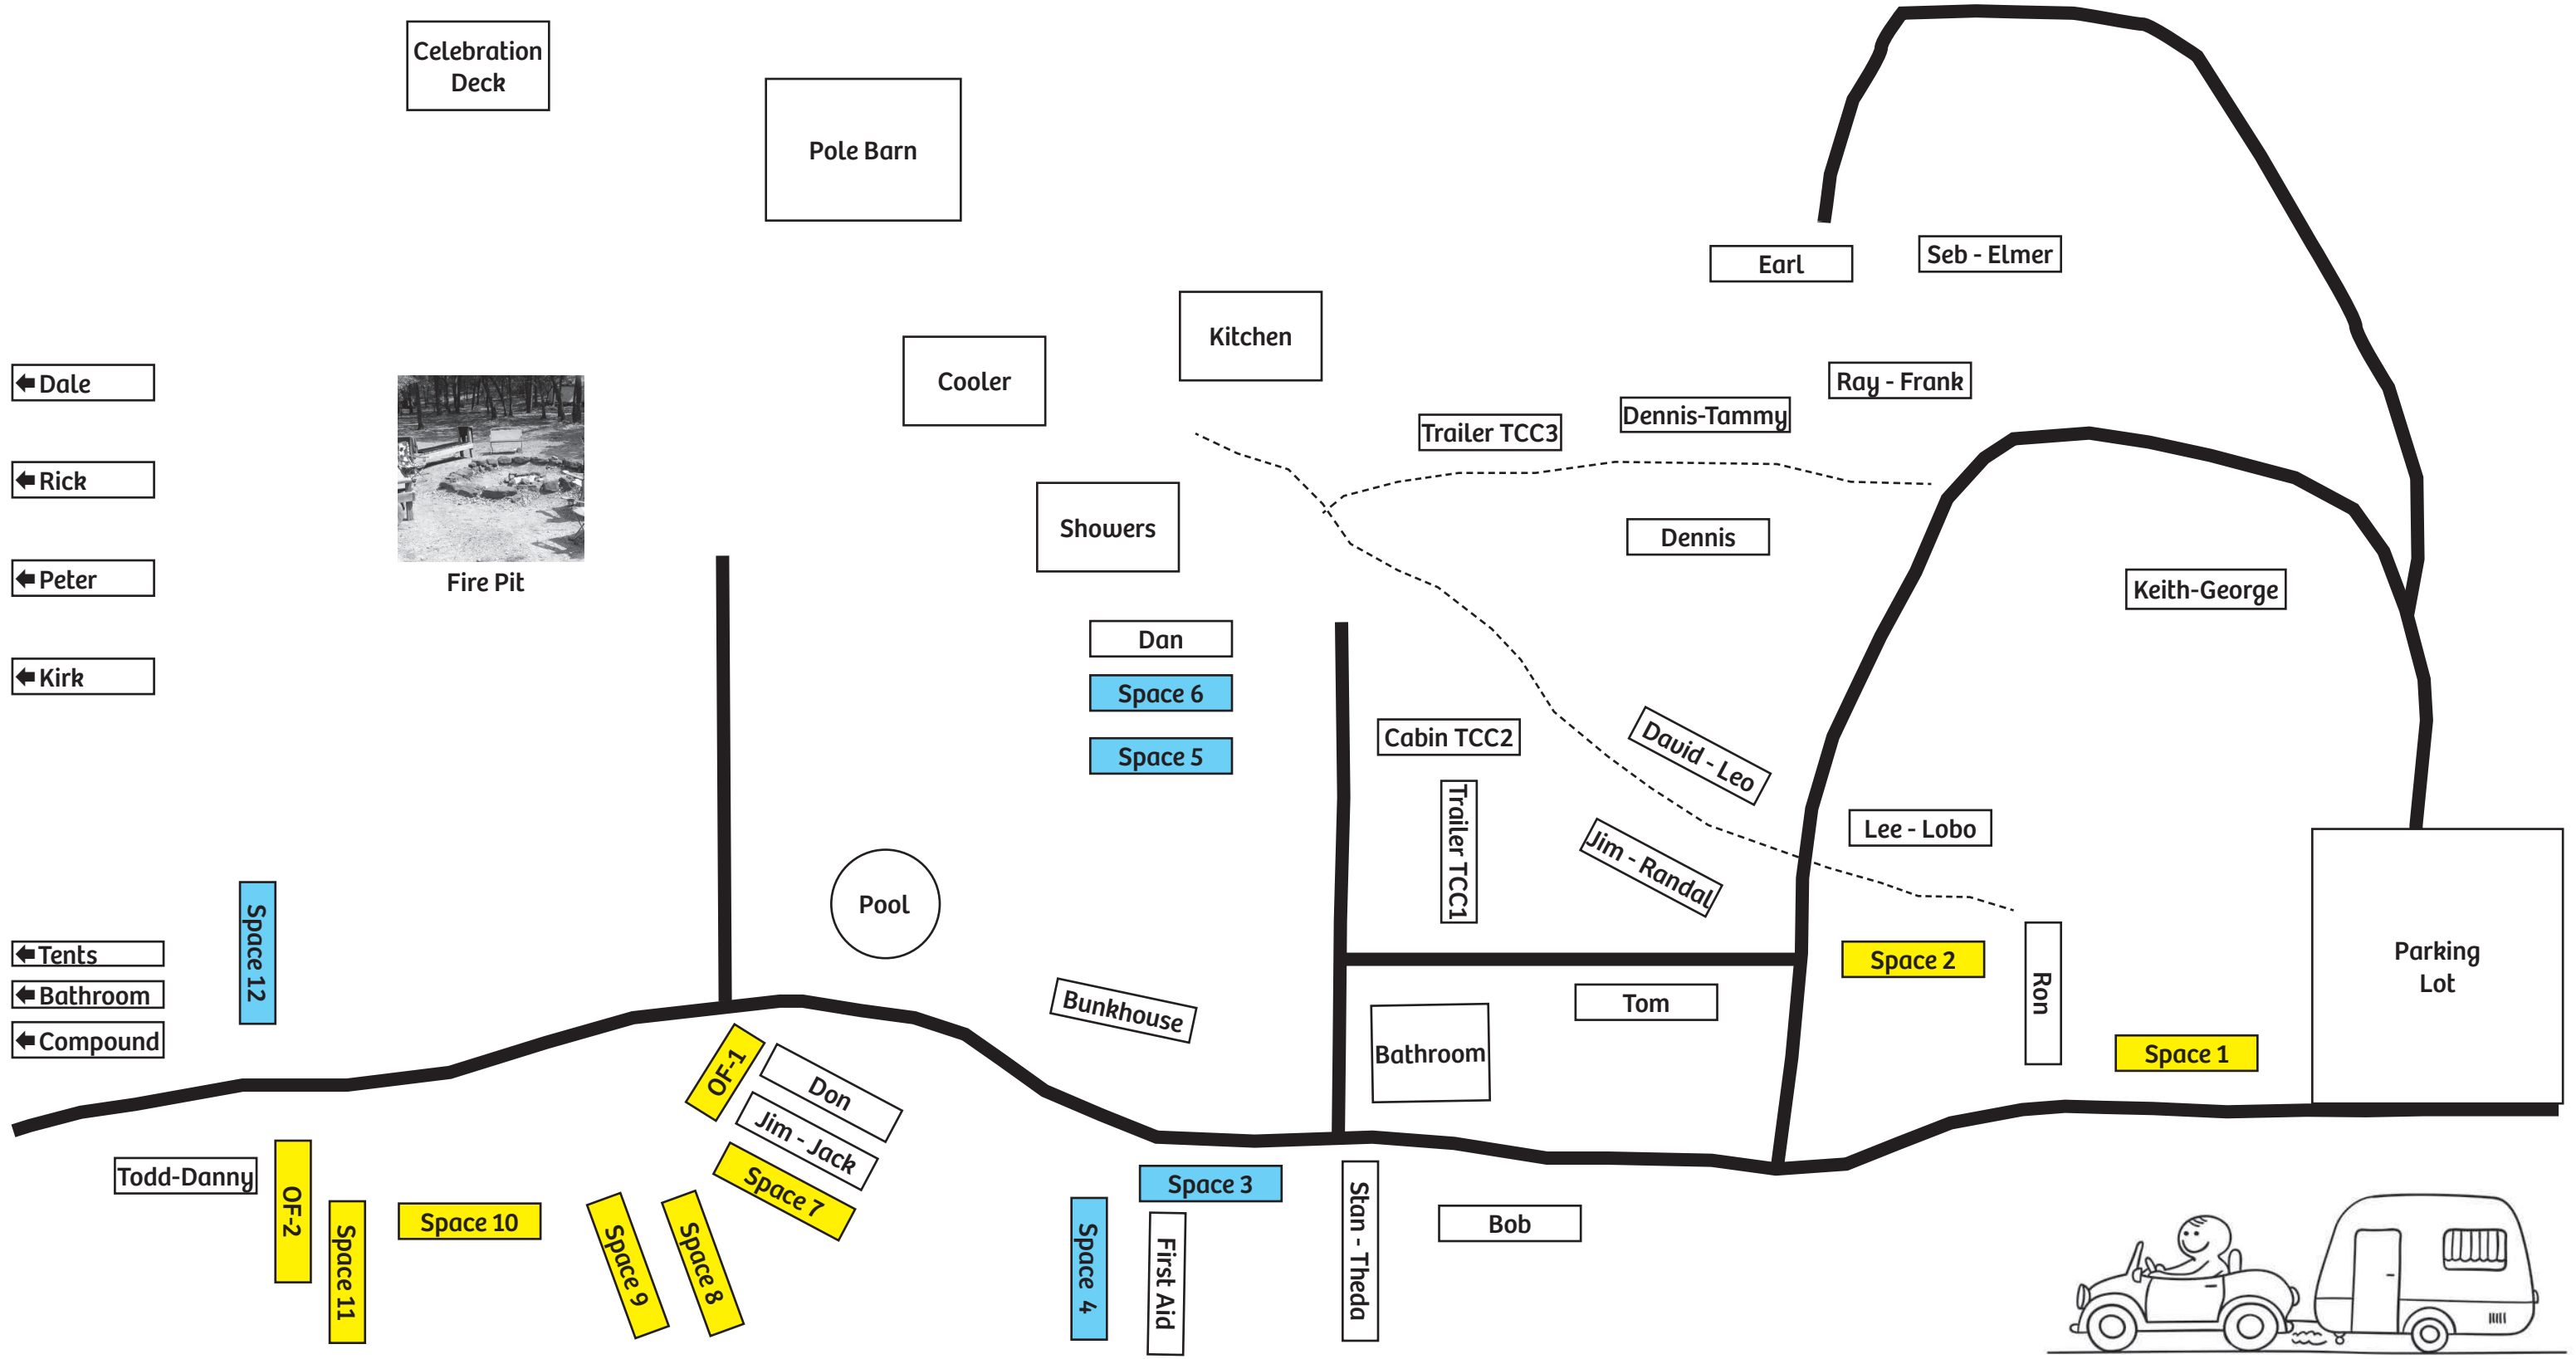 Celebration
Deck
Pole Barn
Earl
Seb - Elmer
Kitchen
Cooler
Dale
Ray - Frank
Dennis-Tammy
Trailer TCC3
Rick
Showers
Dennis
Peter
Fire Pit
Keith-George
Dan
Kirk
Space 6
Cabin TCC2
David - Leo
Space 5
Trailer TCC1
Lee - Lobo
Jim - Randal
Pool
Space 12
Tents
Space 2
Parking
Lot
Ron
Bathroom
Bunkhouse
Tom
Compound
Bathroom
Space 1
OF-1
Don
Jim - Jack
Todd-Danny
Space 7
Space 3
OF-2
Space 10
Space 11
Space 9
Space 8
Space 4
First Aid
Stan - Theda
Bob